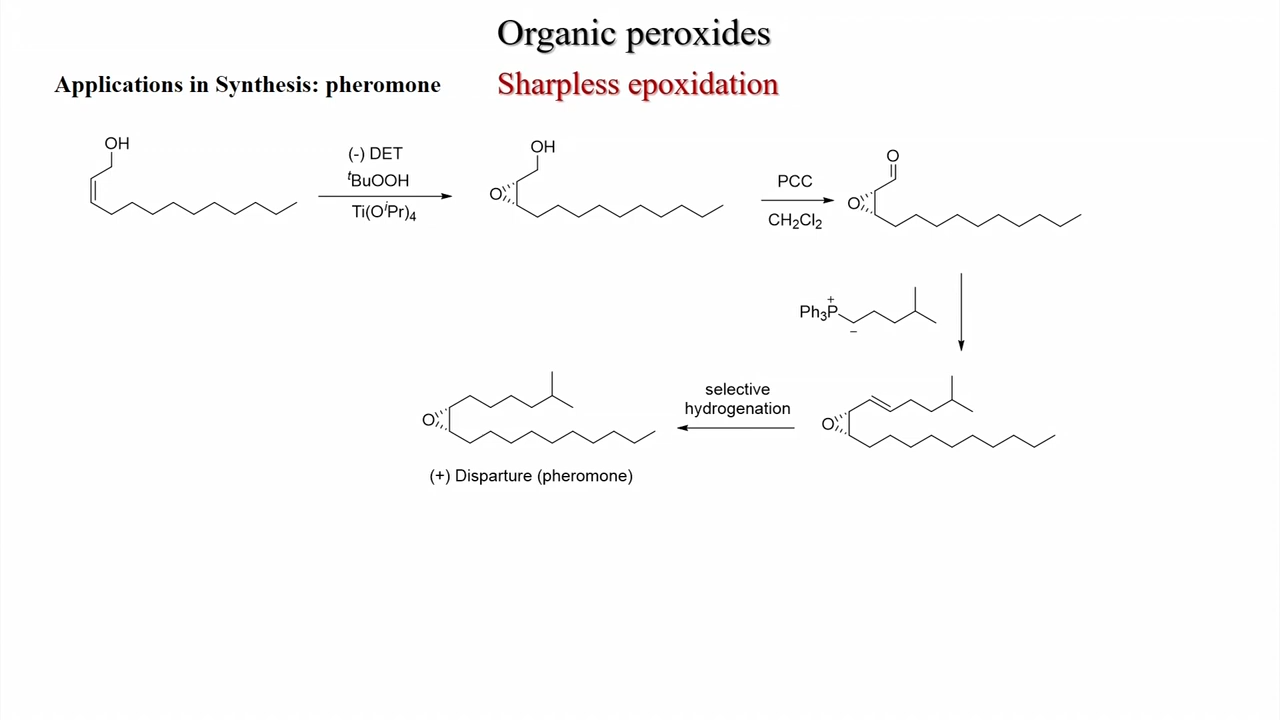 Organic peroxides
Applications in Synthesis: pheromone
Sharpless epoxidation
OH
(-) DET
ᵗBuOOH
Ti(OⁱPr)₄
OH
O
PCC
CH₂Cl₂
O
O
Ph₃P
+
−
selective
hydrogenation
O
O
(+) Disparture (pheromone)